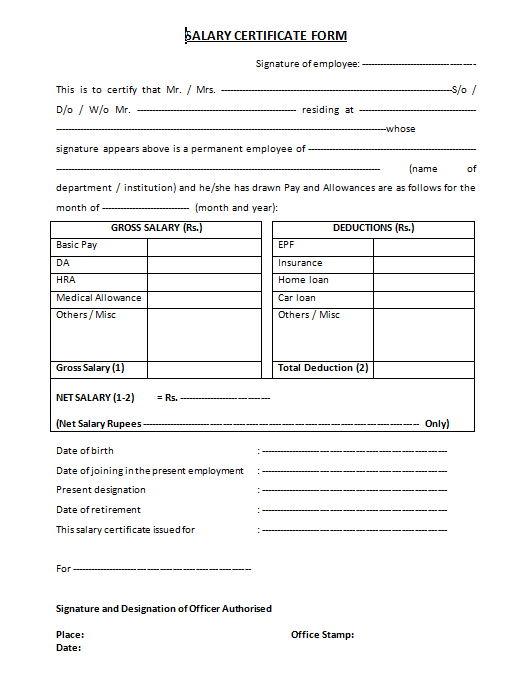 SALARY CERTIFICATE FORM
Signature of employee: -------------------------------------
This is to certify that Mr. / Mrs. ---------------------------------------------------------------------------S/o /
D/o / W/o Mr. ---------------------------------------------------- residing at --------------------------------------
-----------------------------------------------------------------------------------------------------------whose
signature appears above is a permanent employee of -------------------------------------------------------
--------------------------------------------------------------------------------------------------------- (name of
department / institution) and he/she has drawn Pay and Allowances are as follows for the
month of ---------------------------- (month and year):
GROSS SALARY (Rs.) DEDUCTIONS (Rs.)
Basic Pay EPF
DA Insurance
HRA Home loan
Medical Allowance Car loan
Others / Misc Others / Misc
Gross Salary (1) Total Deduction (2)
NET SALARY (1-2) = Rs. -----------------------------
(Net Salary Rupees ----------------------------------------------------------------------------------------- Only)
Date of birth : ------------------------------------------------------------
Date of joining in the present employment : ------------------------------------------------------------
Present designation : ------------------------------------------------------------
Date of retirement : ------------------------------------------------------------
This salary certificate issued for : ------------------------------------------------------------
For ----------------------------------------------------------
Signature and Designation of Officer Authorised
Place: Office Stamp:
Date: